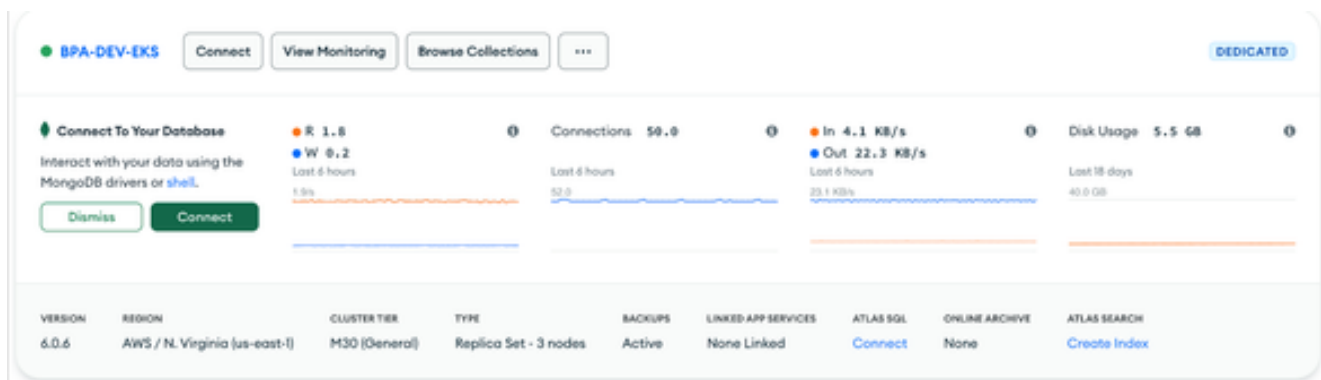 BPA-DEV-EKS Connect View Monitoring Browse Collections ... DEDICATED
Connect To Your Database
Interact with your data using the
MongoDB drivers or shell.
Dismiss Connect
R 1.8
W 0.2
Last 6 hours
1.9/s
Connections 50.0
Last 6 hours
52.0
In 4.1 KB/s
Out 22.3 KB/s
Last 6 hours
23.1 KB/s
Disk Usage 5.5 GB
Last 18 days
40.0 GB
VERSION REGION CLUSTER TIER TYPE BACKUPS LINKED APP SERVICES ATLAS SQL ONLINE ARCHIVE ATLAS SEARCH
6.0.6 AWS / N. Virginia (us-east-1) M30 (General) Replica Set - 3 nodes Active None Linked Connect None Create Index